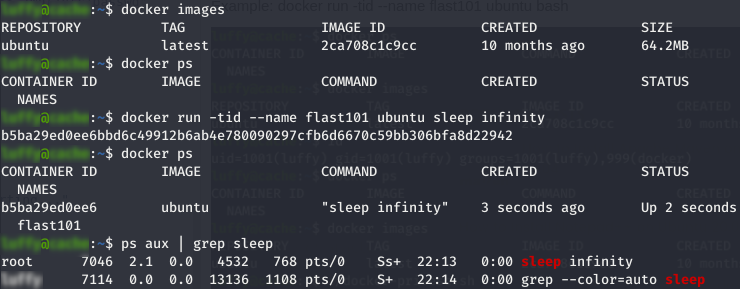 luffy@cache:~$ docker images
REPOSITORY TAG IMAGE ID CREATED SIZE
ubuntu latest 2ca708c1c9cc 10 months ago 64.2MB
luffy@cache:~$ docker ps
CONTAINER ID IMAGE COMMAND CREATED STATUS
NAMES
luffy@cache:~$ docker run -tid --name flast101 ubuntu sleep infinity
b5ba29ed0ee6bbd6c49912b6ab4e780090297cfb6d6670c59bb306bfa8d22942
luffy@cache:~$ docker ps
CONTAINER ID IMAGE COMMAND CREATED STATUS
NAMES
b5ba29ed0ee6 ubuntu "sleep infinity" 3 seconds ago Up 2 seconds
flast101
luffy@cache:~$ ps aux | grep sleep
root 7046 2.1 0.0 4532 768 pts/0 Ss+ 22:13 0:00 sleep infinity
luffy 7114 0.0 0.0 13136 1108 pts/0 S+ 22:14 0:00 grep --color=auto sleep